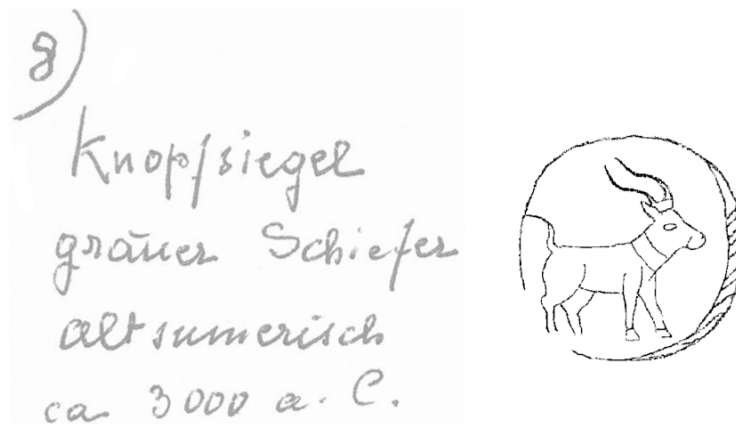 8)
Knopfsiegel
grauer Schiefer
altsumerisch
ca 3000 a. C.